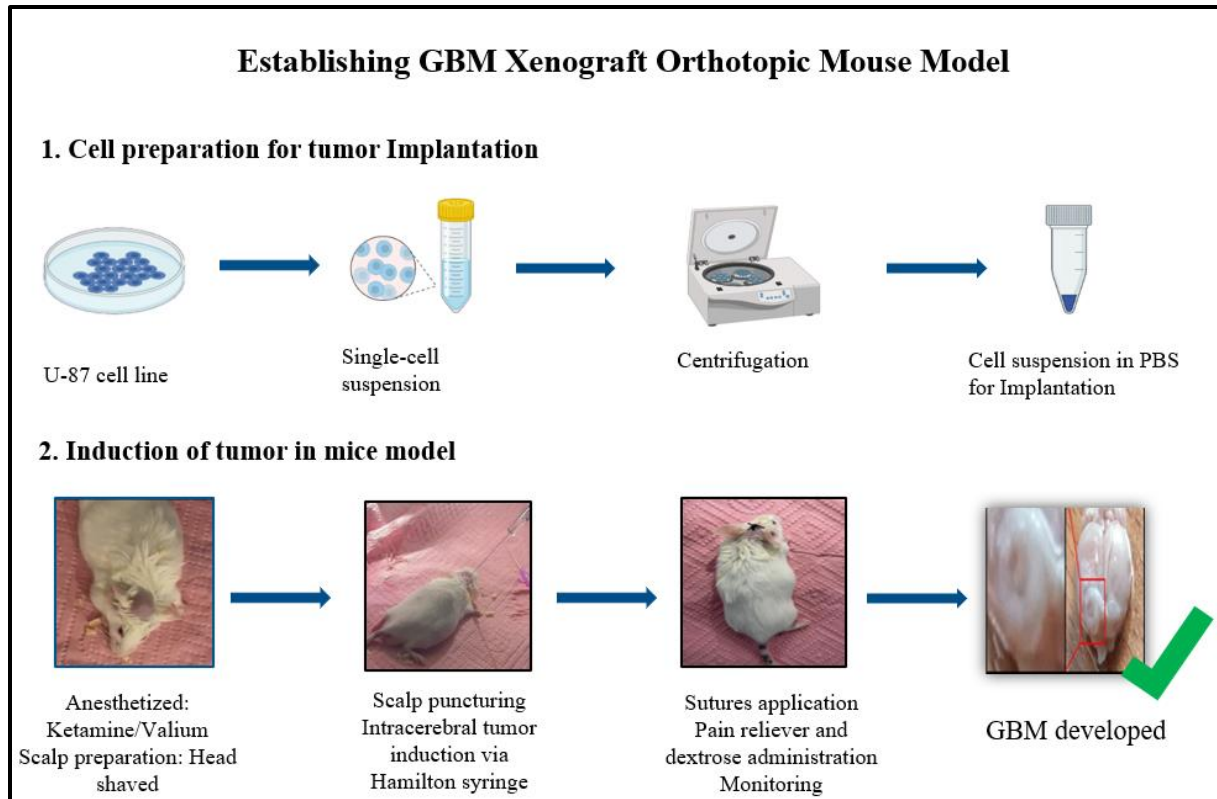 Establishing GBM Xenograft Orthotopic Mouse Model
1. Cell preparation for tumor Implantation
U-87 cell line
Single-cell
suspension
Centrifugation
Cell suspension in PBS
for Implantation
2. Induction of tumor in mice model
Anesthetized:
Ketamine/Valium
Scalp preparation: Head
shaved
Scalp puncturing
Intracerebral tumor
induction via
Hamilton syringe
Sutures application
Pain reliever and
dextrose administration
Monitoring
GBM developed